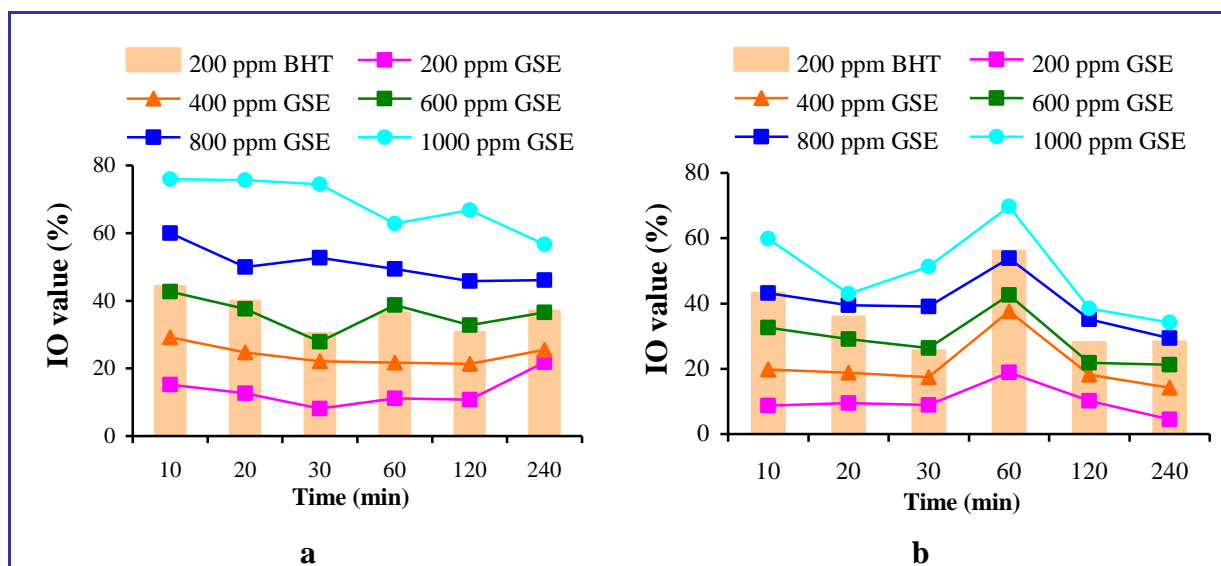 200 ppm BHT 200 ppm GSE
400 ppm GSE 600 ppm GSE
800 ppm GSE 1000 ppm GSE
IO value (%)
80
60
40
20
0
10 20 30 60 120 240
Time (min)
a
200 ppm BHT 200 ppm GSE
400 ppm GSE 600 ppm GSE
800 ppm GSE 1000 ppm GSE
IO value (%)
80
60
40
20
0
10 20 30 60 120 240
Time (min)
b